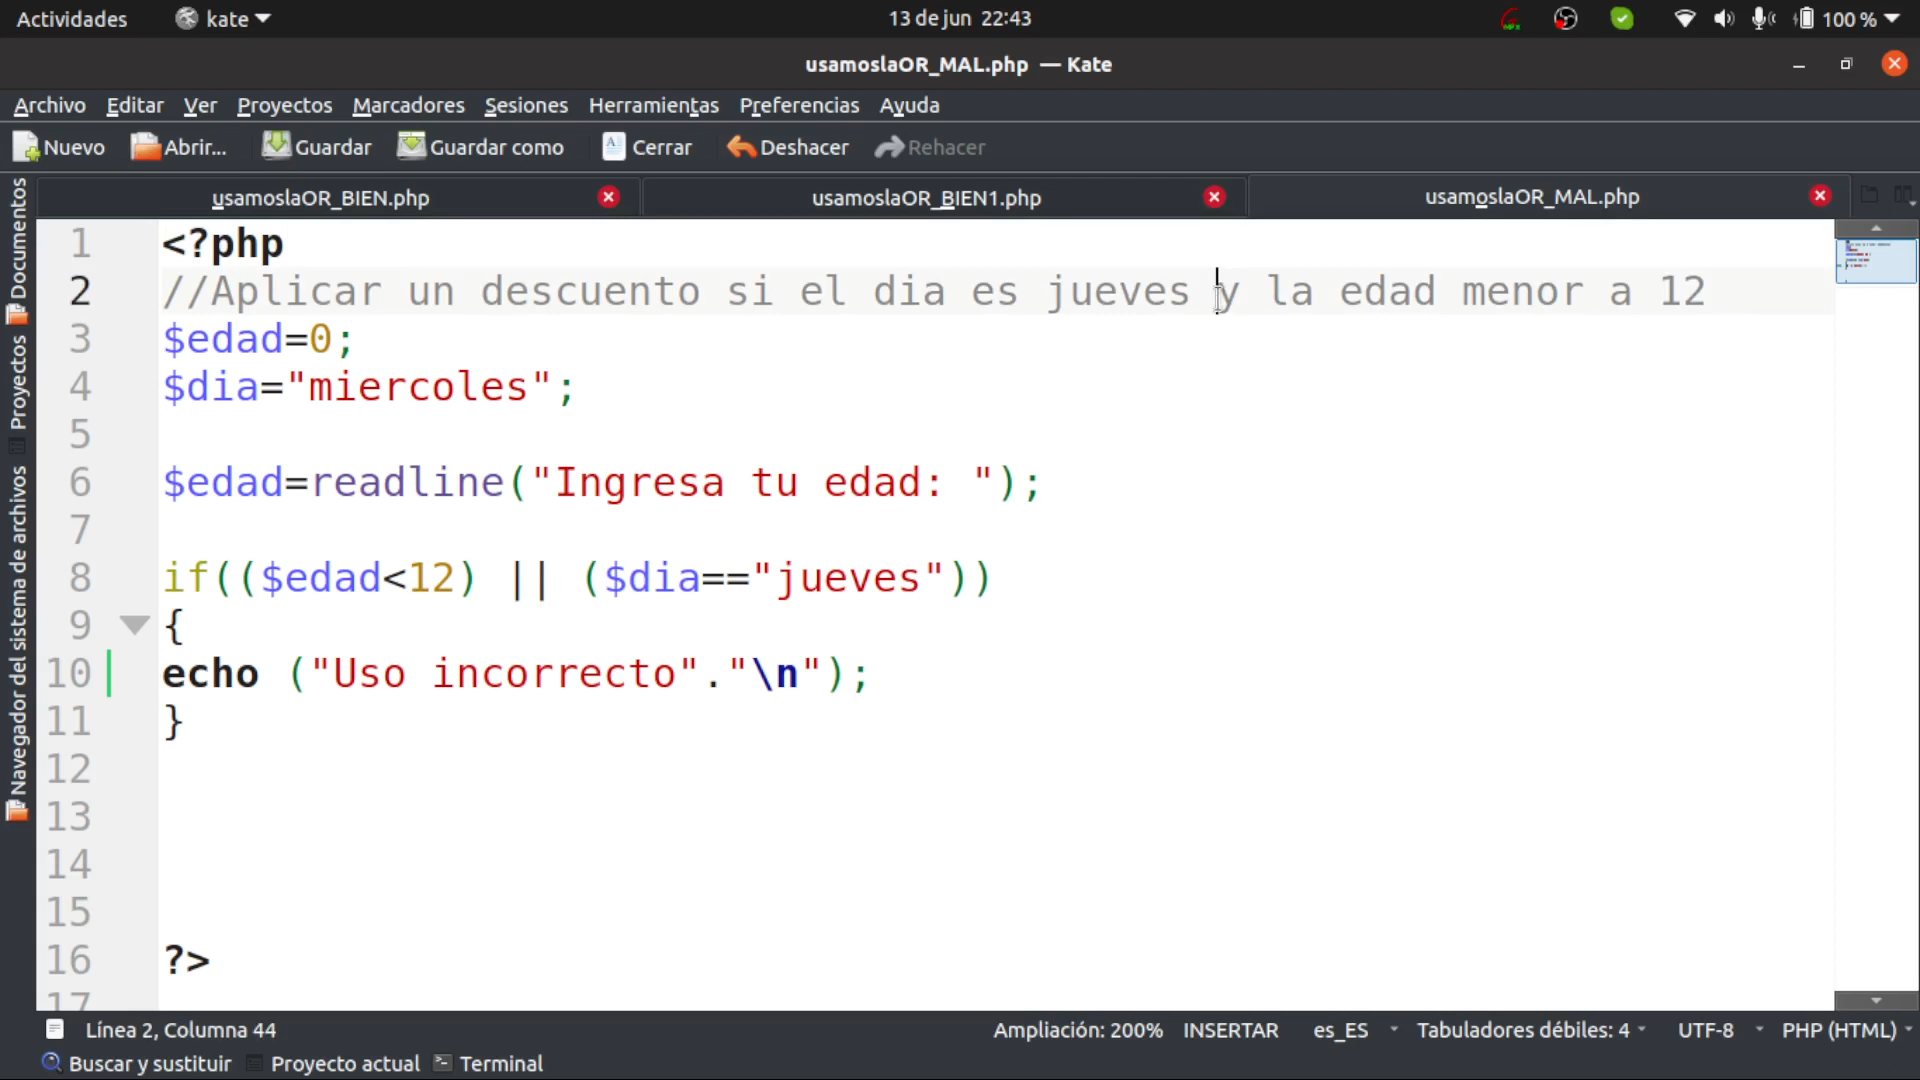 Actividades kate 13 de jun 22:43 100 %
usamoslaOR_MAL.php — Kate
Archivo Editar Ver Proyectos Marcadores Sesiones Herramientas Preferencias Ayuda
Nuevo Abrir... Guardar Guardar como Cerrar Deshacer Rehacer
usamoslaOR_BIEN.php usamoslaOR_BIEN1.php usamoslaOR_MAL.php
Documentos
Proyectos
Navegador del sistema de archivos
1 <?php
2 //Aplicar un descuento si el dia es jueves y la edad menor a 12
3 $edad=0;
4 $dia="miercoles";
5
6 $edad=readline("Ingresa tu edad: ");
7
8 if(($edad<12) || ($dia=="jueves"))
9 {
10 echo ("Uso incorrecto"."\n");
11 }
12
13
14
15
16 ?>
17
Línea 2, Columna 44 Ampliación: 200% INSERTAR es_ES Tabuladores débiles: 4 UTF-8 PHP (HTML)
Buscar y sustituir Proyecto actual Terminal